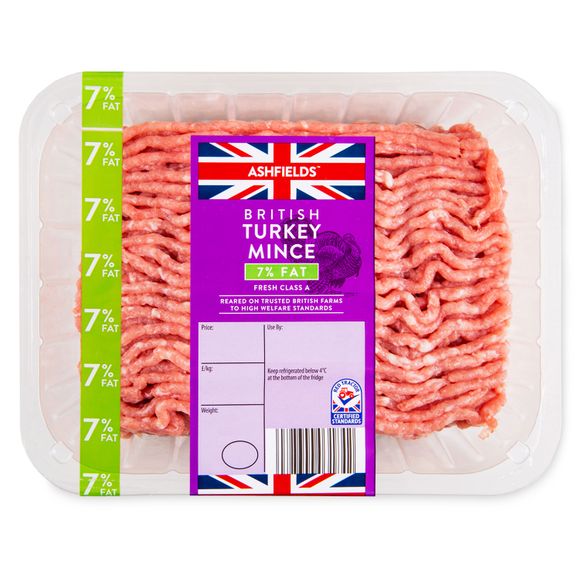 7%
FAT
7%
FAT
7%
FAT
7%
FAT
7%
FAT
7%
FAT
7%
FAT
7%
FAT
ASHFIELDS™
BRITISH
TURKEY
MINCE
7% FAT
FRESH CLASS A
REARED ON TRUSTED BRITISH FARMS
TO HIGH WELFARE STANDARDS
Price:
Use By:
£/kg:
Keep refrigerated below 4°C
at the bottom of the fridge
Weight:
RED TRACTOR
CERTIFIED
STANDARDS